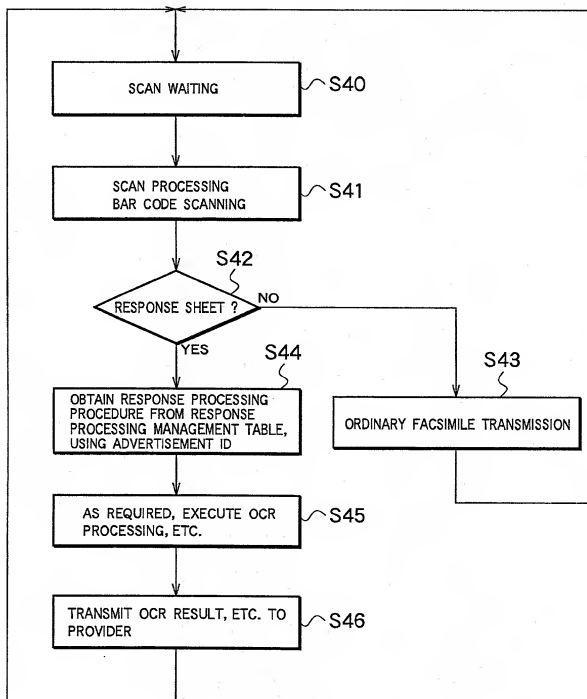 SCAN WAITING
S40
SCAN PROCESSING
BAR CODE SCANNING
S41
S42
RESPONSE SHEET ?
NO
YES
S44
S43
OBTAIN RESPONSE PROCESSING
PROCEDURE FROM RESPONSE
PROCESSING MANAGEMENT TABLE,
USING ADVERTISEMENT ID
ORDINARY FACSIMILE TRANSMISSION
AS REQUIRED, EXECUTE OCR
PROCESSING, ETC.
S45
TRANSMIT OCR RESULT, ETC. TO
PROVIDER
S46